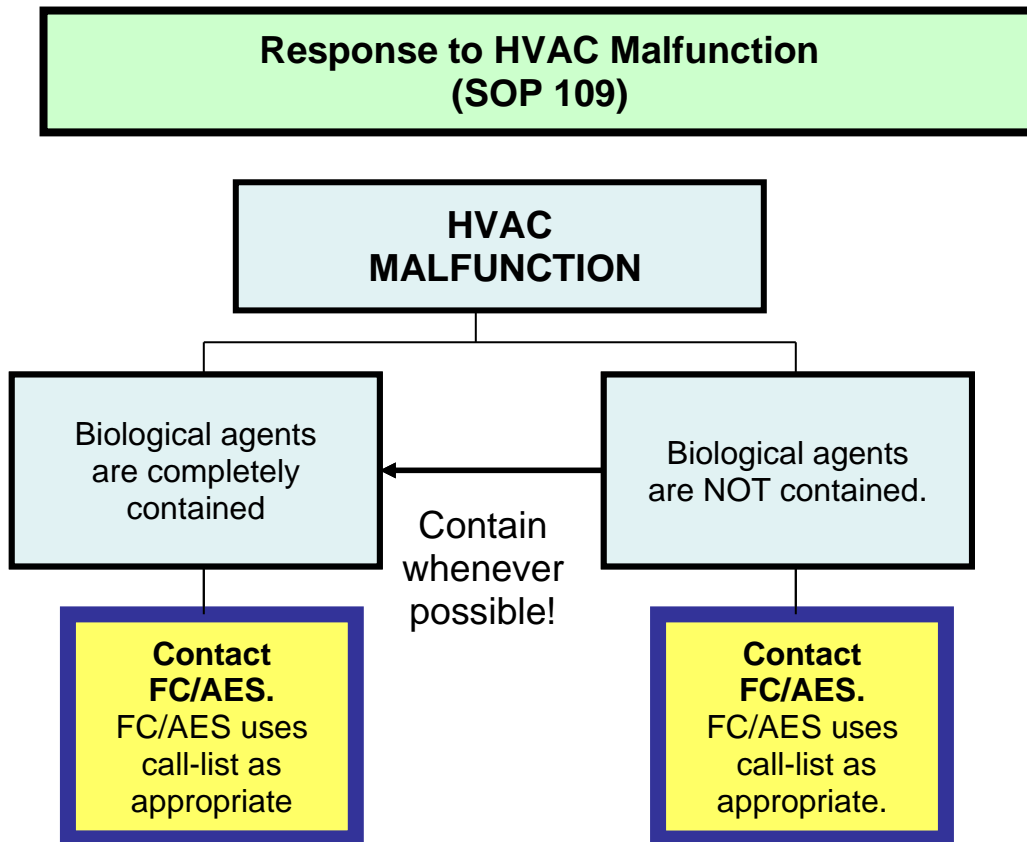 Response to HVAC Malfunction
(SOP 109)
HVAC
MALFUNCTION
Biological agents
are completely
contained
Biological agents
are NOT contained.
Contain
whenever
possible!
Contact
FC/AES.
FC/AES uses
call-list as
appropriate
Contact
FC/AES.
FC/AES uses
call-list as
appropriate.